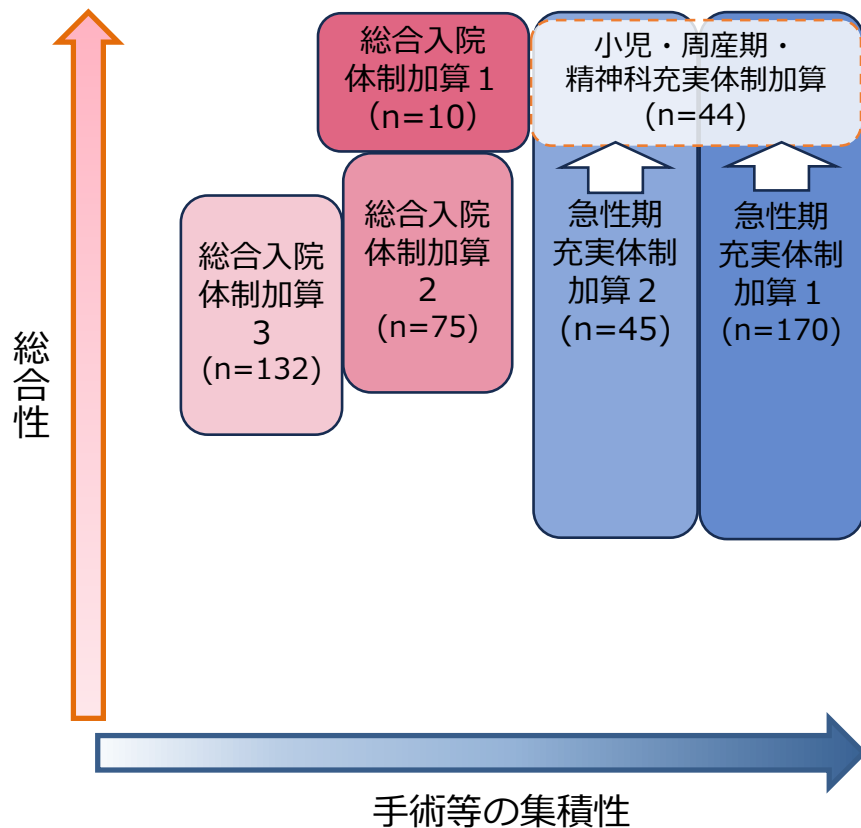 総合入院
体制加算１
(n=10)
小児・周産期・
精神科充実体制加算
(n=44)
総合入院
体制加算
3
(n=132)
総合入院
体制加算
2
(n=75)
急性期
充実体制
加算２
(n=45)
急性期
充実体制
加算１
(n=170)
総合性
手術等の集積性